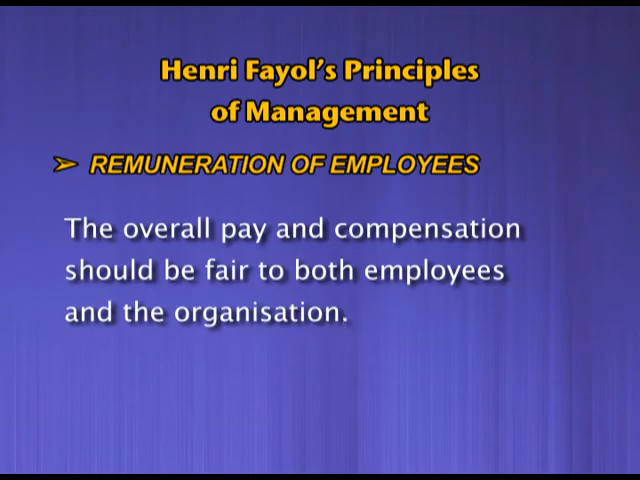 Henri Fayol's Principles
of Management
➢ REMUNERATION OF EMPLOYEES
The overall pay and compensation
should be fair to both employees
and the organisation.